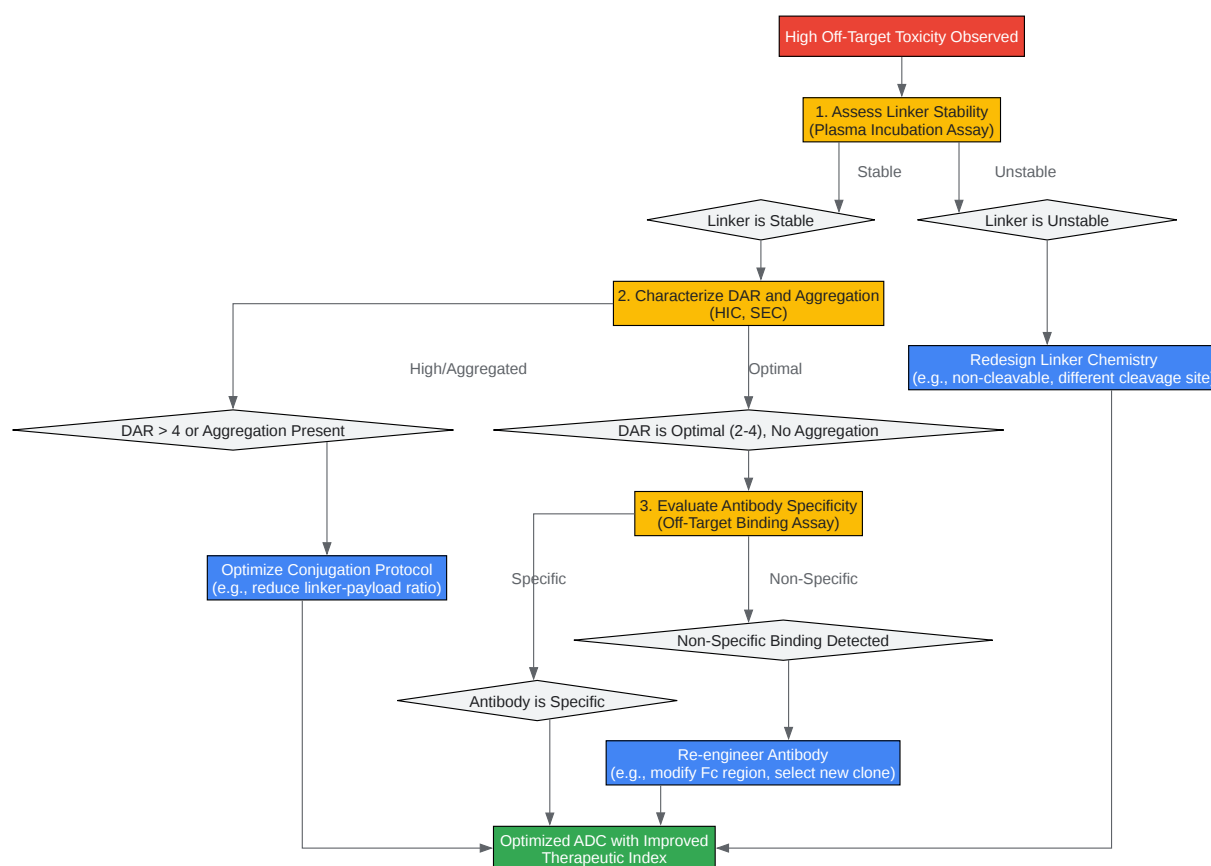 High Off-Target Toxicity Observed
1. Assess Linker Stability
(Plasma Incubation Assay)
Stable
Unstable
Linker is Stable
Linker is Unstable
2. Characterize DAR and Aggregation
(HIC, SEC)
High/Aggregated
Optimal
Redesign Linker Chemistry
(e.g., non-cleavable, different cleavage site)
DAR > 4 or Aggregation Present
DAR is Optimal (2-4), No Aggregation
3. Evaluate Antibody Specificity
(Off-Target Binding Assay)
Optimize Conjugation Protocol
(e.g., reduce linker-payload ratio)
Specific
Non-Specific
Non-Specific Binding Detected
Antibody is Specific
Re-engineer Antibody
(e.g., modify Fc region, select new clone)
Optimized ADC with Improved
Therapeutic Index